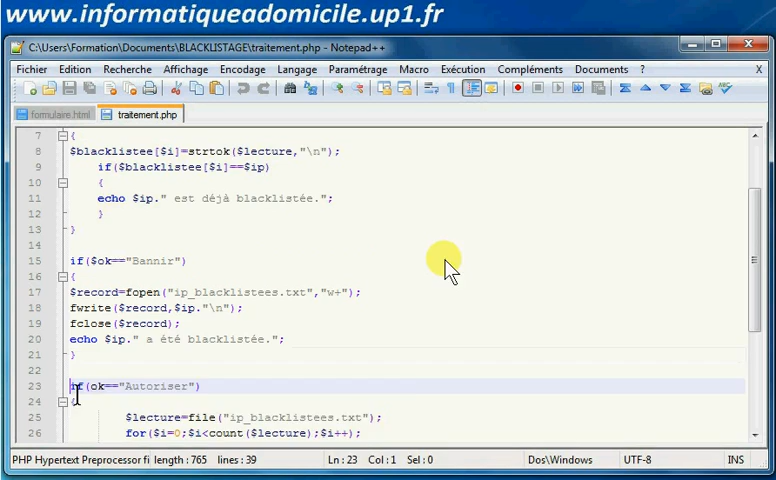 www.informatiqueadomicile.up1.fr
C:\Users\Formation\Documents\BLACKLISTAGE\traitement.php - Notepad++
Fichier Edition Recherche Affichage Encodage Langage Paramétrage Macro Exécution Compléments Documents ? X
formulaire.html traitement.php
7 {
8 $blacklistee[$i]=strtok($lecture,"\n");
9 if($blacklistee[$i]==$ip)
10 {
11 echo $ip." est déjà blacklistée.";
12 }
13 }
14
15 if($ok=="Bannir")
16 {
17 $record=fopen("ip_blacklistees.txt","w+");
18 fwrite($record,$ip."\n");
19 fclose($record);
20 echo $ip." a été blacklistée.";
21 }
22
23 if(ok=="Autoriser")
24 {
25 $lecture=file("ip_blacklistees.txt");
26 for($i=0;$i<count($lecture);$i++);
PHP Hypertext Preprocessor fi length : 765 lines : 39 Ln : 23 Col : 1 Sel : 0 Dos\Windows UTF-8 INS